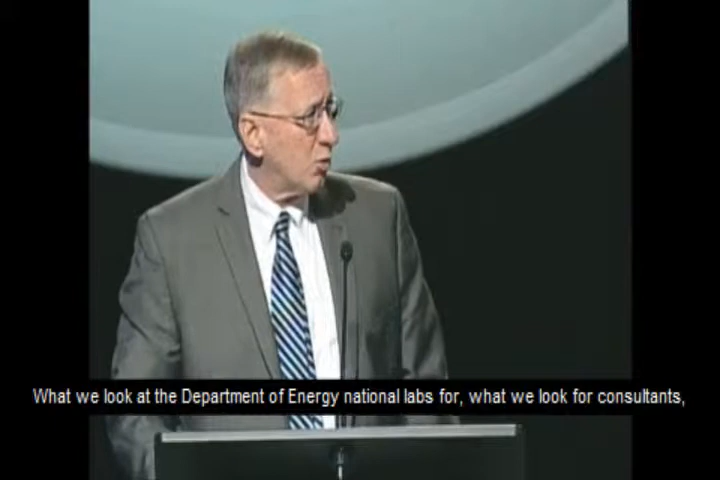 What we look at the Department of Energy national labs for, what we look for consultants,